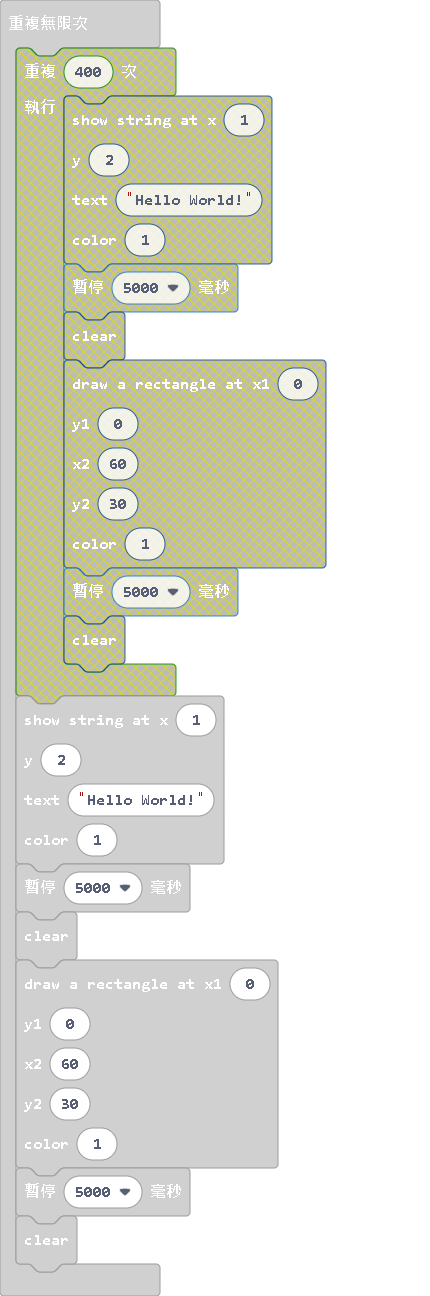 重複無限次
重複 400 次
執行
show string at x 1
y 2
text "Hello World!"
color 1
暫停 5000 毫秒
clear
draw a rectangle at x1 0
y1 0
x2 60
y2 30
color 1
暫停 5000 毫秒
clear
show string at x 1
y 2
text "Hello World!"
color 1
暫停 5000 毫秒
clear
draw a rectangle at x1 0
y1 0
x2 60
y2 30
color 1
暫停 5000 毫秒
clear